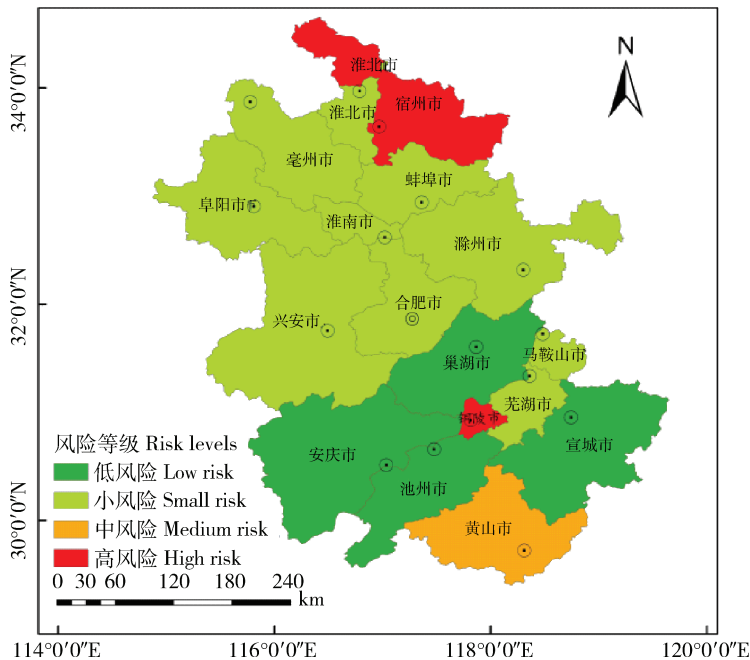 N
淮北市
宿州市
淮北市
亳州市
蚌埠市
阜阳市
淮南市
滁州市
合肥市
兴安市
马鞍山市
巢湖市
芜湖市
铜陵市
宣城市
安庆市
池州市
黄山市
34°0′0″N
32°0′0″N
30°0′0″N
风险等级 Risk levels
低风险 Low risk
小风险 Small risk
中风险 Medium risk
高风险 High risk
0 30 60 120 180 240
km
114°0′0″E 116°0′0″E 118°0′0″E 120°0′0″E